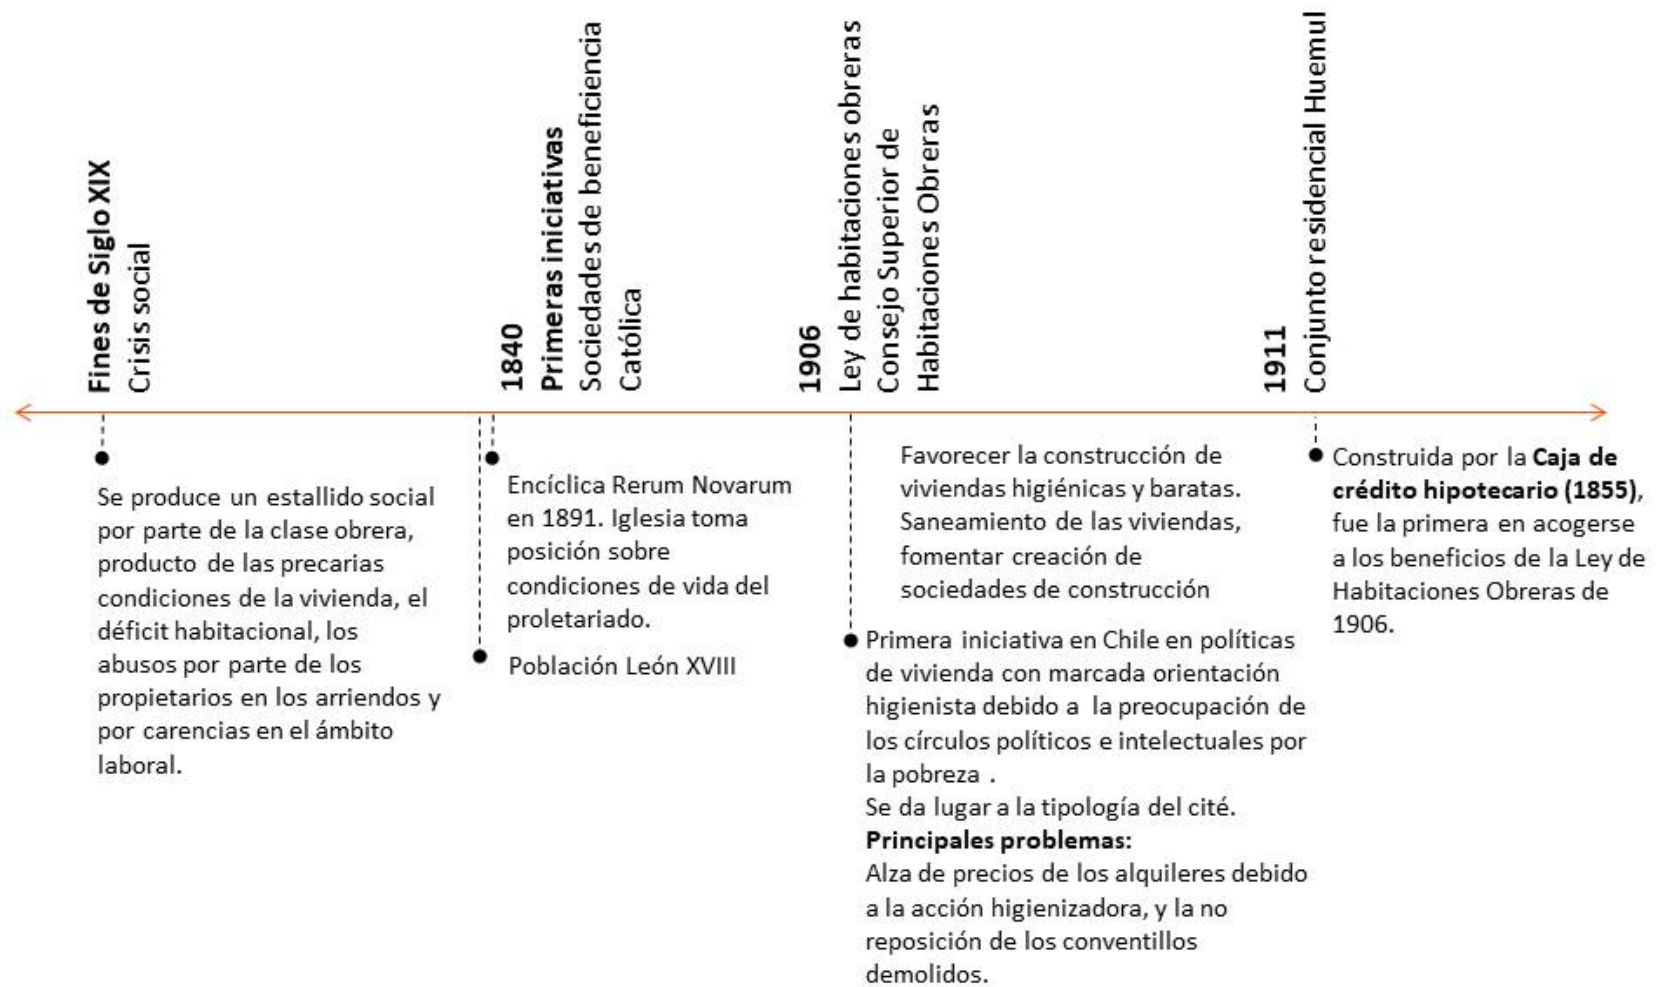 Fines de Siglo XIX
Crisis social
1840
Primeras iniciativas
Sociedades de beneficiencia
Católica
1906
Ley de habitaciones obreras
Consejo Superior de
Habitaciones Obreras
1911
Conjunto residencial Huemul
Se produce un estallido social
por parte de la clase obrera,
producto de las precarias
condiciones de la vivienda, el
déficit habitacional, los
abusos por parte de los
propietarios en los arriendos y
por carencias en el ámbito
laboral.
Encíclica Rerum Novarum
en 1891. Iglesia toma
posición sobre
condiciones de vida del
proletariado.
Población León XVIII
Favorecer la construcción de
viviendas higiénicas y baratas.
Saneamiento de las viviendas,
fomentar creación de
sociedades de construcción
Primera iniciativa en Chile en políticas
de vivienda con marcada orientación
higienista debido a la preocupación de
los círculos políticos e intelectuales por
la pobreza .
Se da lugar a la tipología del cité.
Principales problemas:
Alza de precios de los alquileres debido
a la acción higienizadora, y la no
reposición de los conventillos
demolidos.
Construida por la Caja de
crédito hipotecario (1855),
fue la primera en acogerse
a los beneficios de la Ley de
Habitaciones Obreras de
1906.